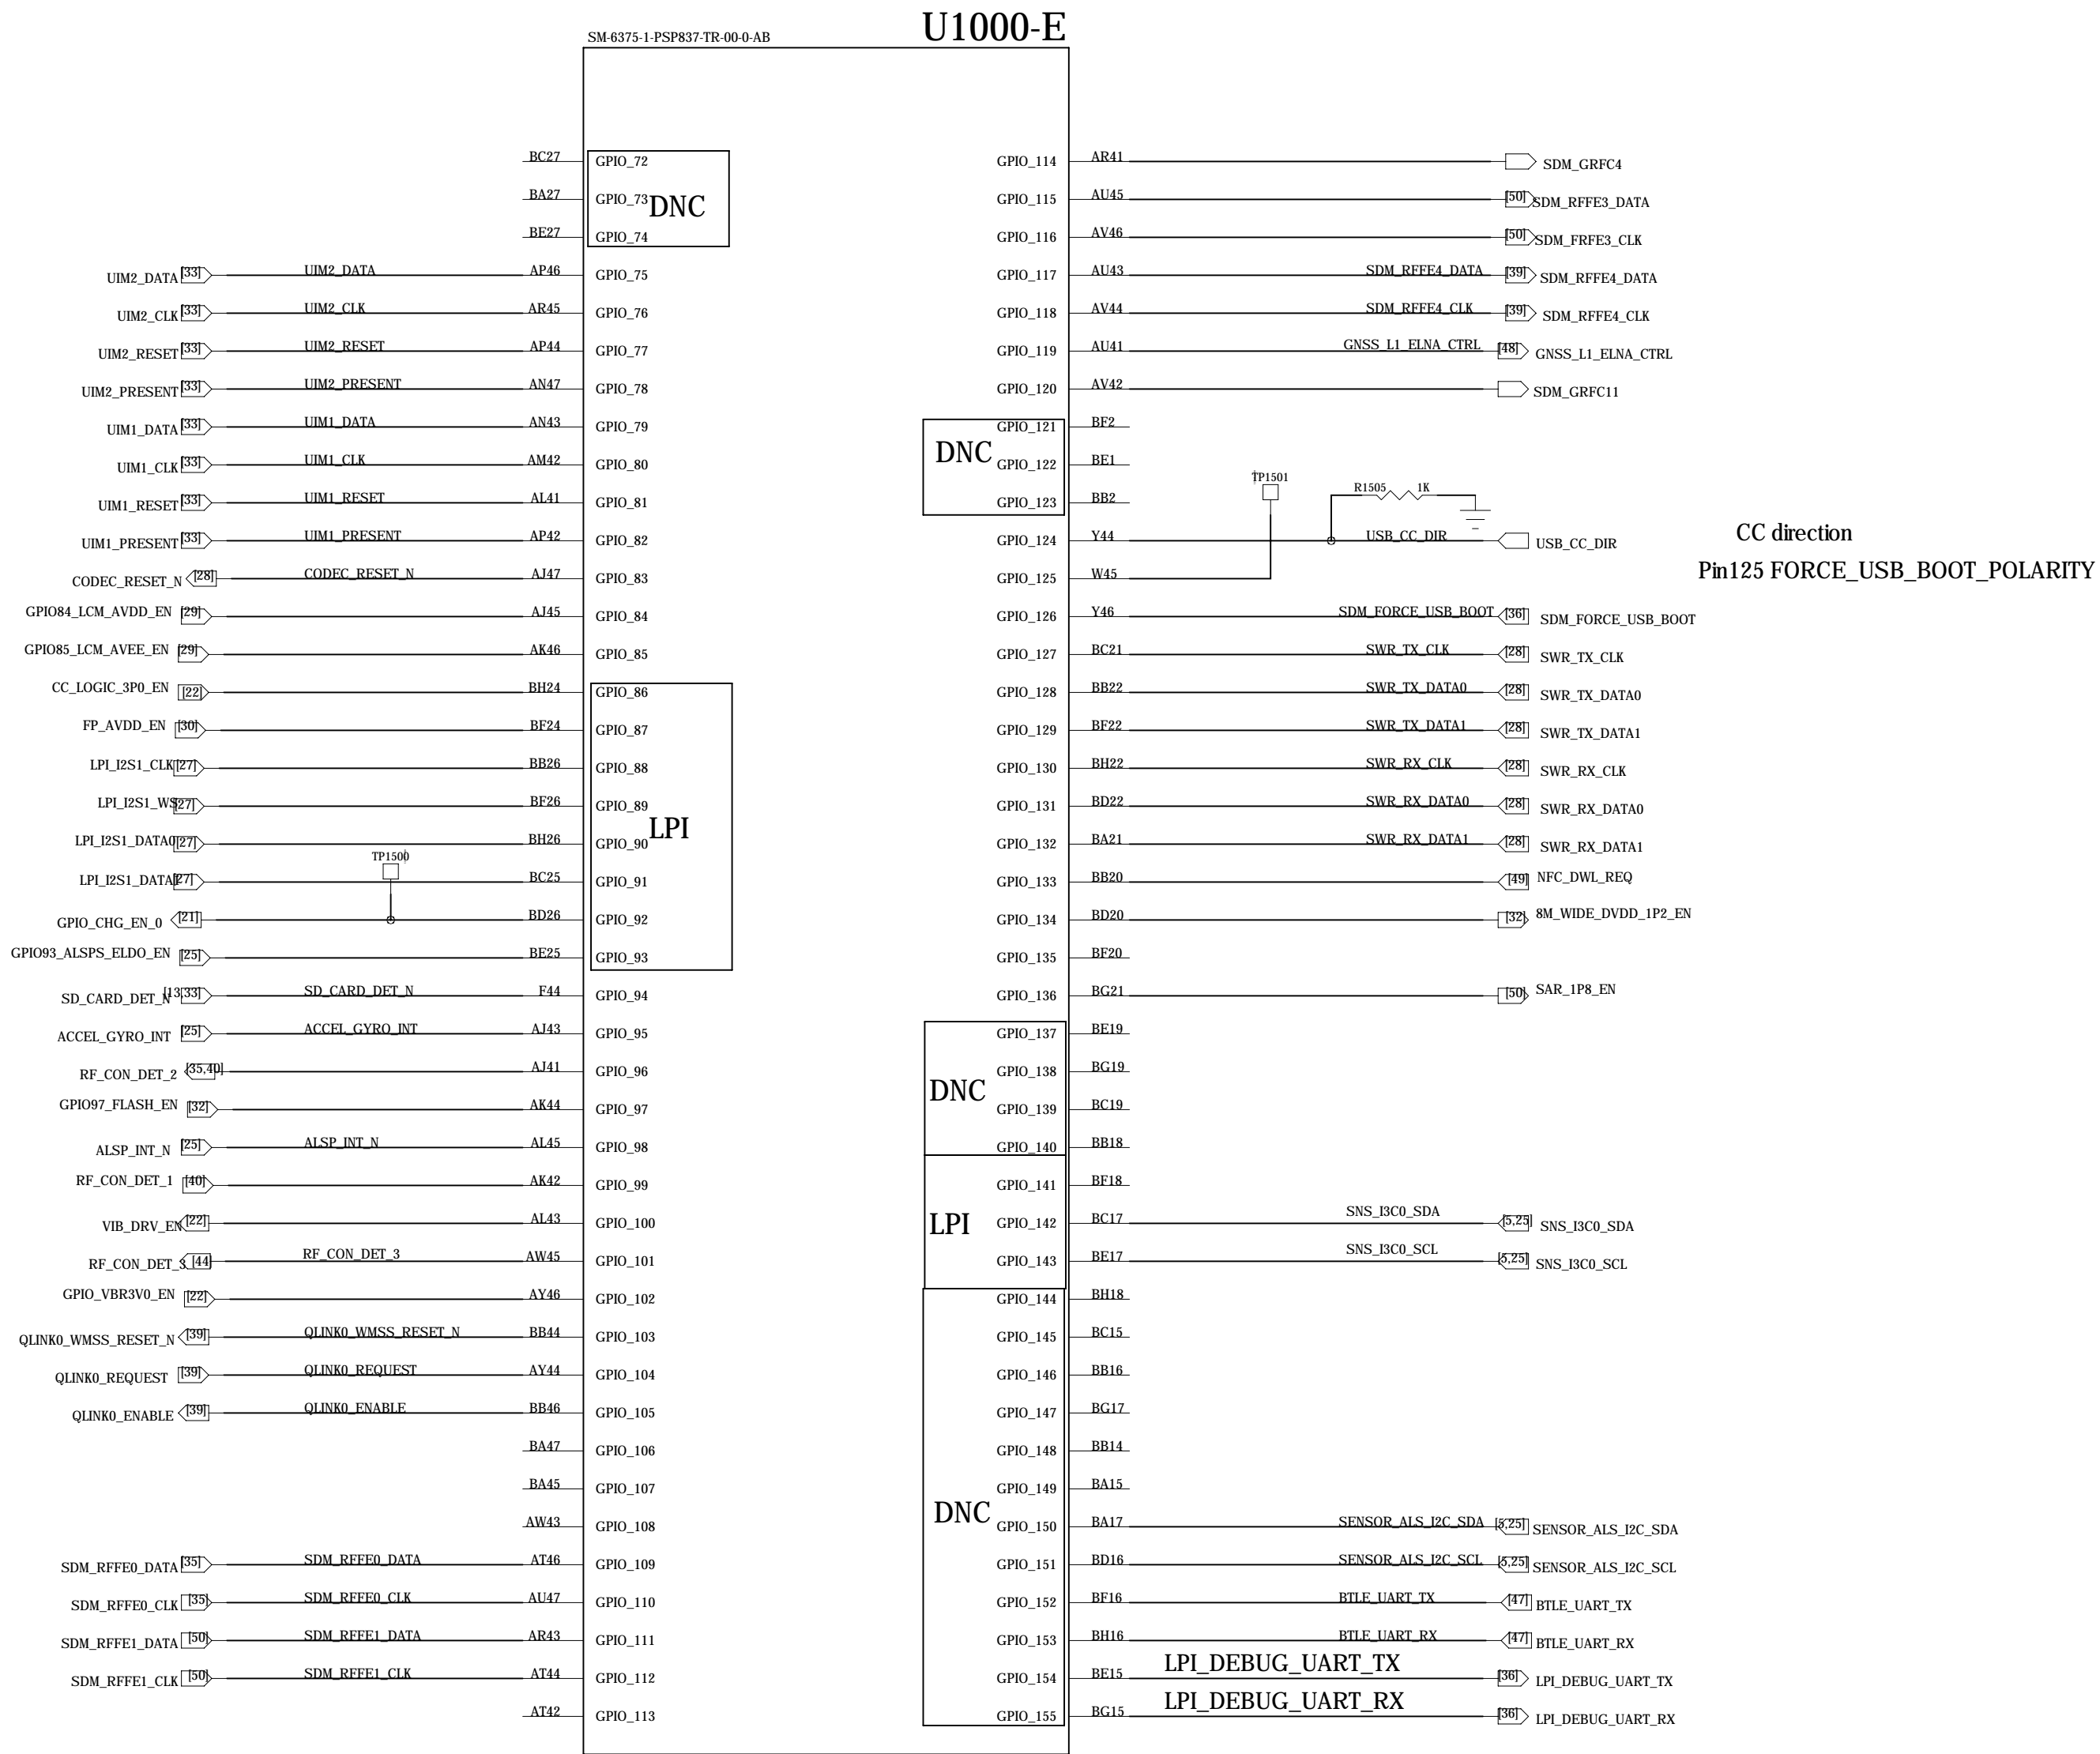 U1000-E
SM-6375-1-PSP837-TR-00-0-AB
BC27 GPIO_72
BA27 GPIO_73 DNC
BE27 GPIO_74
UIM2_DATA [33] UIM2_DATA AP46 GPIO_75
UIM2_CLK [33] UIM2_CLK AR45 GPIO_76
UIM2_RESET [33] UIM2_RESET AP44 GPIO_77
UIM2_PRESENT [33] UIM2_PRESENT AN47 GPIO_78
UIM1_DATA [33] UIM1_DATA AN43 GPIO_79
UIM1_CLK [33] UIM1_CLK AM42 GPIO_80
UIM1_RESET [33] UIM1_RESET AL41 GPIO_81
UIM1_PRESENT [33] UIM1_PRESENT AP42 GPIO_82
CODEC_RESET_N [28] CODEC_RESET_N AJ47 GPIO_83
GPIO84_LCM_AVDD_EN [29] AJ45 GPIO_84
GPIO85_LCM_AVEE_EN [29] AK46 GPIO_85
CC_LOGIC_3P0_EN [22] BH24 GPIO_86
FP_AVDD_EN [30] BF24 GPIO_87
LPI_I2S1_CLK [27] BB26 GPIO_88
LPI_I2S1_WS [27] BF26 GPIO_89
LPI
LPI_I2S1_DATA0 [27] BH26 GPIO_90
TP1500
LPI_I2S1_DATA1 [27] BC25 GPIO_91
GPIO_CHG_EN_0 [21] BD26 GPIO_92
GPIO93_ALSPS_ELDO_EN [25] BE25 GPIO_93
SD_CARD_DET_N [13,33] SD_CARD_DET_N F44 GPIO_94
ACCEL_GYRO_INT [25] ACCEL_GYRO_INT AJ43 GPIO_95
RF_CON_DET_2 [35,40] AJ41 GPIO_96
GPIO97_FLASH_EN [32] AK44 GPIO_97
ALSP_INT_N [25] ALSP_INT_N AL45 GPIO_98
RF_CON_DET_1 [40] AK42 GPIO_99
VIB_DRV_EN [22] AL43 GPIO_100
RF_CON_DET_3 [44] RF_CON_DET_3 AW45 GPIO_101
GPIO_VBR3V0_EN [22] AY46 GPIO_102
QLINK0_WMSS_RESET_N [39] QLINK0_WMSS_RESET_N BB44 GPIO_103
QLINK0_REQUEST [39] QLINK0_REQUEST AY44 GPIO_104
QLINK0_ENABLE [39] QLINK0_ENABLE BB46 GPIO_105
BA47 GPIO_106
BA45 GPIO_107
AW43 GPIO_108
SDM_RFFE0_DATA [35] SDM_RFFE0_DATA AT46 GPIO_109
SDM_RFFE0_CLK [35] SDM_RFFE0_CLK AU47 GPIO_110
SDM_RFFE1_DATA [50] SDM_RFFE1_DATA AR43 GPIO_111
SDM_RFFE1_CLK [50] SDM_RFFE1_CLK AT44 GPIO_112
AT42 GPIO_113
GPIO_114 AR41 SDM_GRFC4
GPIO_115 AU45 [50] SDM_RFFE3_DATA
GPIO_116 AV46 [50] SDM_FRFE3_CLK
GPIO_117 AU43 SDM_RFFE4_DATA [39] SDM_RFFE4_DATA
GPIO_118 AV44 SDM_RFFE4_CLK [39] SDM_RFFE4_CLK
GPIO_119 AU41 GNSS_L1_ELNA_CTRL [48] GNSS_L1_ELNA_CTRL
GPIO_120 AV42 SDM_GRFC11
GPIO_121 BF2
DNC
GPIO_122 BE1
TP1501 R1505 1K
GPIO_123 BB2
GPIO_124 Y44 USB_CC_DIR USB_CC_DIR CC direction
GPIO_125 W45 Pin125 FORCE_USB_BOOT_POLARITY
GPIO_126 Y46 SDM_FORCE_USB_BOOT [36] SDM_FORCE_USB_BOOT
GPIO_127 BC21 SWR_TX_CLK [28] SWR_TX_CLK
GPIO_128 BB22 SWR_TX_DATA0 [28] SWR_TX_DATA0
GPIO_129 BF22 SWR_TX_DATA1 [28] SWR_TX_DATA1
GPIO_130 BH22 SWR_RX_CLK [28] SWR_RX_CLK
GPIO_131 BD22 SWR_RX_DATA0 [28] SWR_RX_DATA0
GPIO_132 BA21 SWR_RX_DATA1 [28] SWR_RX_DATA1
GPIO_133 BB20 [49] NFC_DWL_REQ
GPIO_134 BD20 [32] 8M_WIDE_DVDD_1P2_EN
GPIO_135 BF20
GPIO_136 BG21 [50] SAR_1P8_EN
GPIO_137 BE19
GPIO_138 BG19
DNC
GPIO_139 BC19
GPIO_140 BB18
GPIO_141 BF18
LPI GPIO_142 BC17 SNS_I3C0_SDA [5,25] SNS_I3C0_SDA
GPIO_143 BE17 SNS_I3C0_SCL [5,25] SNS_I3C0_SCL
GPIO_144 BH18
GPIO_145 BC15
GPIO_146 BB16
GPIO_147 BG17
GPIO_148 BB14
GPIO_149 BA15
DNC
GPIO_150 BA17 SENSOR_ALS_I2C_SDA [5,25] SENSOR_ALS_I2C_SDA
GPIO_151 BD16 SENSOR_ALS_I2C_SCL [5,25] SENSOR_ALS_I2C_SCL
GPIO_152 BF16 BTLE_UART_TX [47] BTLE_UART_TX
GPIO_153 BH16 BTLE_UART_RX [47] BTLE_UART_RX
GPIO_154 BE15 LPI_DEBUG_UART_TX [36] LPI_DEBUG_UART_TX
GPIO_155 BG15 LPI_DEBUG_UART_RX [36] LPI_DEBUG_UART_RX